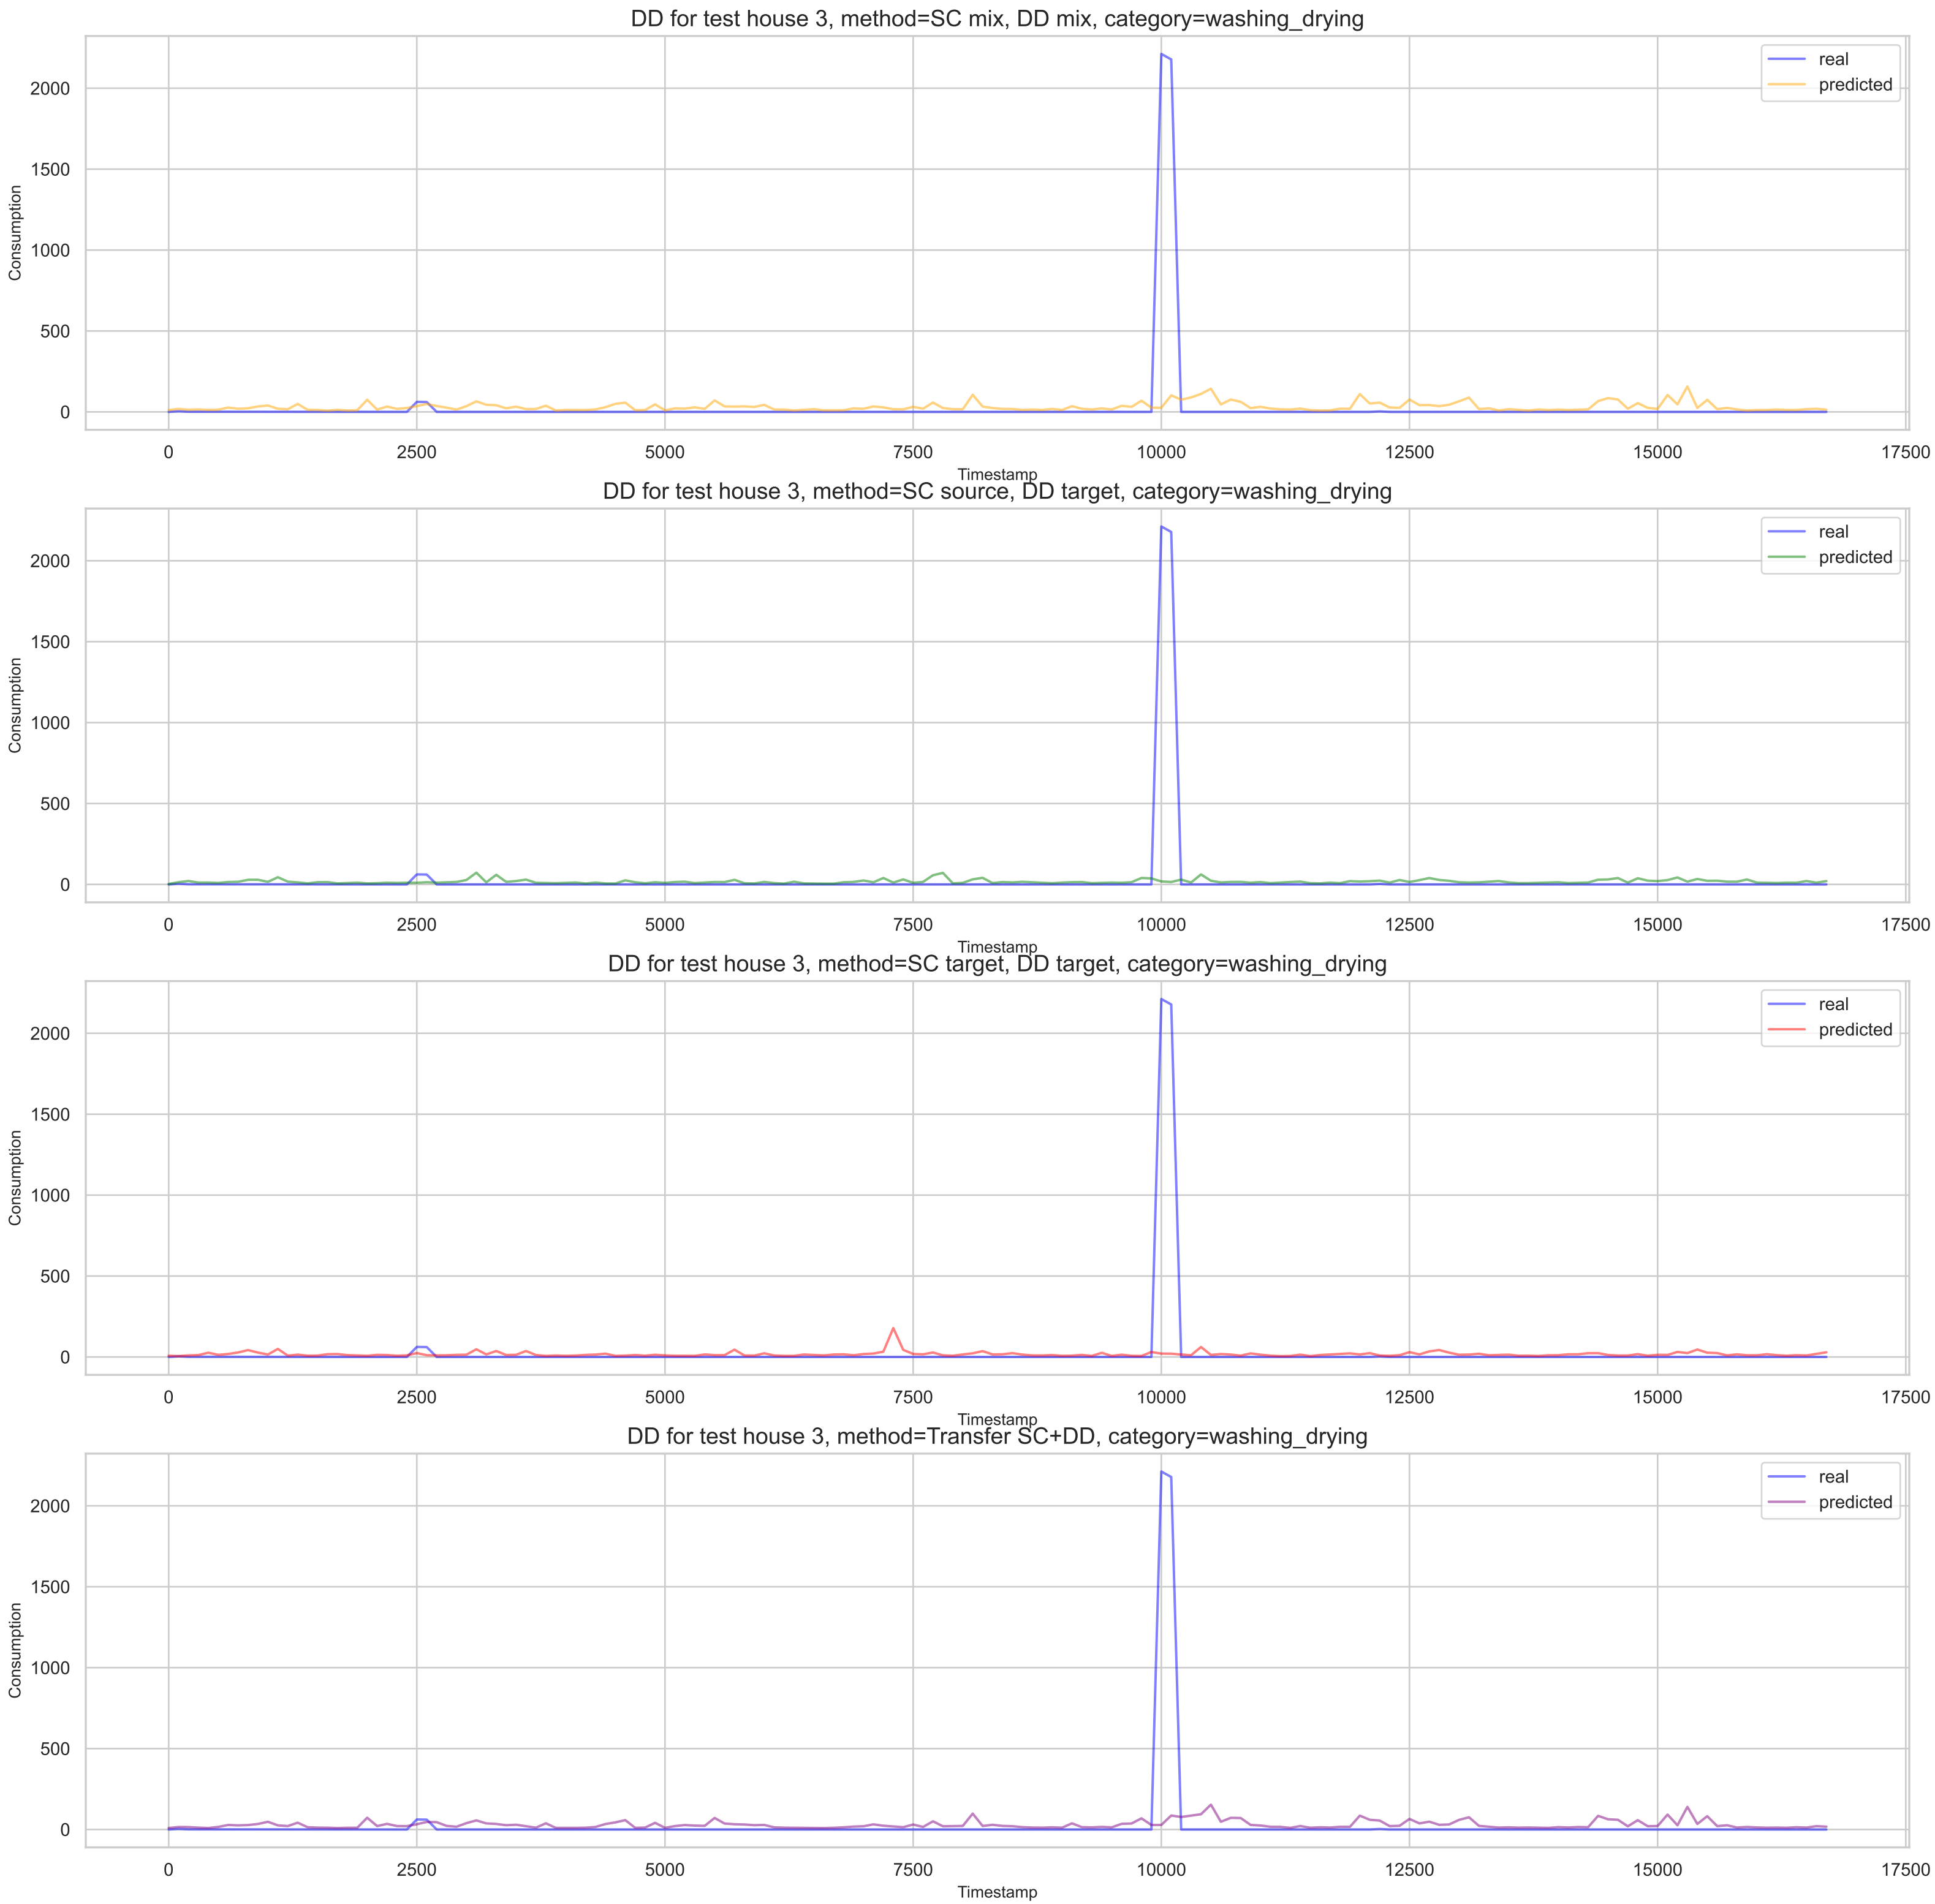 DD for test house 3, method=SC mix, DD mix, category=washing_drying
real
predicted
2000
1500
1000
500
0
Consumption
0 2500 5000 7500 10000 12500 15000 17500
Timestamp
DD for test house 3, method=SC source, DD target, category=washing_drying
real
predicted
2000
1500
1000
500
0
Consumption
0 2500 5000 7500 10000 12500 15000 17500
Timestamp
DD for test house 3, method=SC target, DD target, category=washing_drying
real
predicted
2000
1500
1000
500
0
Consumption
0 2500 5000 7500 10000 12500 15000 17500
Timestamp
DD for test house 3, method=Transfer SC+DD, category=washing_drying
real
predicted
2000
1500
1000
500
0
Consumption
0 2500 5000 7500 10000 12500 15000 17500
Timestamp